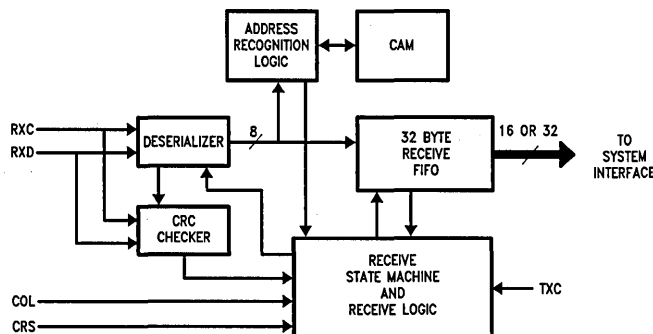 ADDRESS
RECOGNITION
LOGIC
CAM
RXC
RXD
DESERIALIZER
8
32 BYTE
RECEIVE
FIFO
16 OR 32
TO
SYSTEM
INTERFACE
CRC
CHECKER
RECEIVE
STATE MACHINE
AND
RECEIVE LOGIC
TXC
COL
CRS